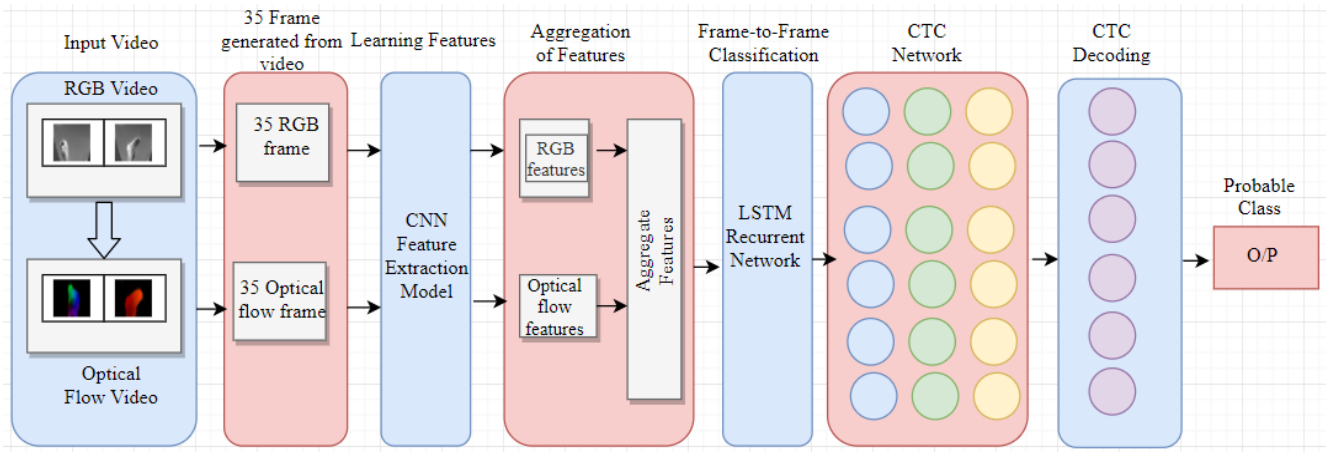 Input Video
35 Frame
generated from
video
Learning Features
Aggregation
of Features
Frame-to-Frame
Classification
CTC
Network
CTC
Decoding
RGB Video
Optical
Flow Video
35 RGB
frame
35 Optical
flow frame
CNN
Feature
Extraction
Model
RGB
features
Optical
flow
features
Aggregate
Features
LSTM
Recurrent
Network
Probable
Class
O/P